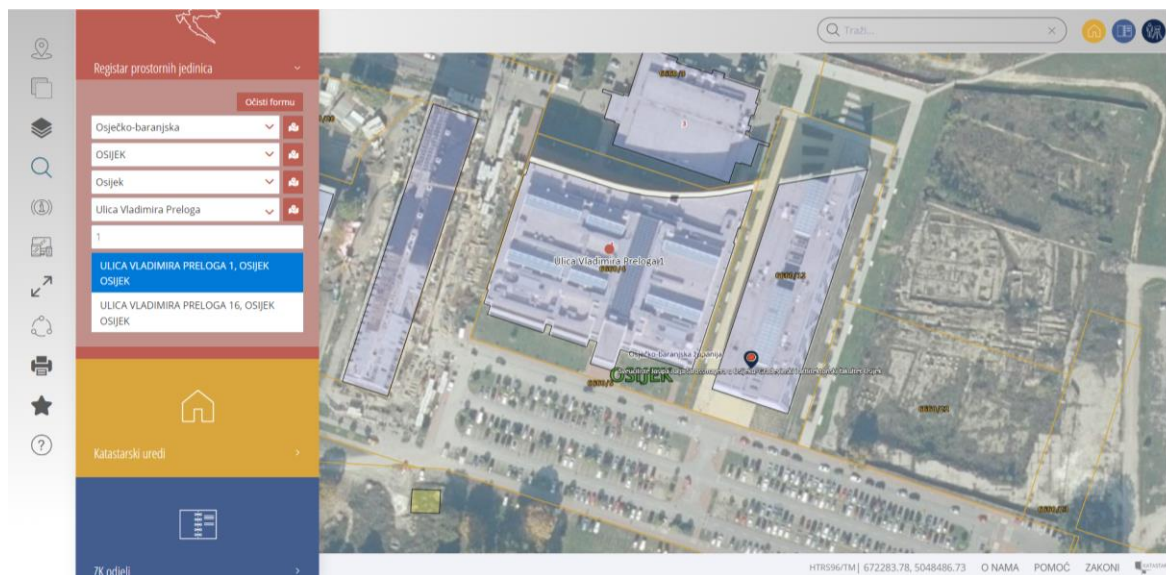 Traži...
Registar prostornih jedinica
Očisti formu
Osječko-baranjska
OSIJEK
Osijek
Ulica Vladimira Preloga
1
ULICA VLADIMIRA PRELOGA 1, OSIJEK
OSIJEK
ULICA VLADIMIRA PRELOGA 16, OSIJEK
OSIJEK
Katastarski uredi
ZK odjeli
Ulica Vladimira Preloga 1
Osječko-baranjska županija
OSIJEK
HTRS96/TM| 672283.78, 5048486.73
O NAMA
POMOĆ
ZAKONI